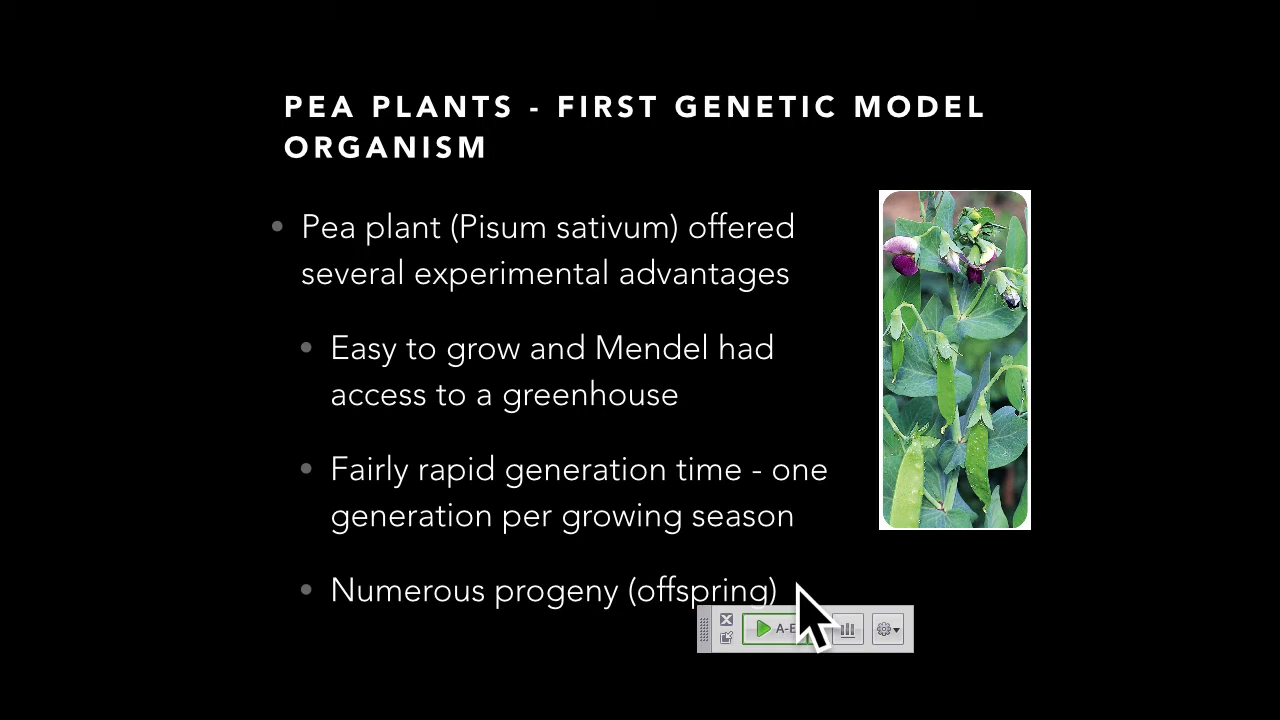 PEA PLANTS - FIRST GENETIC MODEL
ORGANISM
Pea plant (Pisum sativum) offered
several experimental advantages
Easy to grow and Mendel had
access to a greenhouse
Fairly rapid generation time - one
generation per growing season
Numerous progeny (offspring)